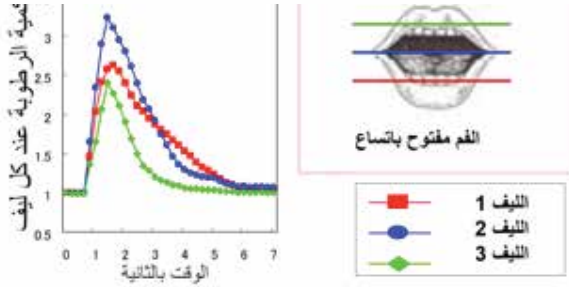 كمية الرطوبة عند كل ليف
3
2.5
2
1.5
1
0.5
0 1 2 3 4 5 6 7
الوقت بالثانية
الفم مفتوح باتساع
الليف 1
الليف 2
الليف 3